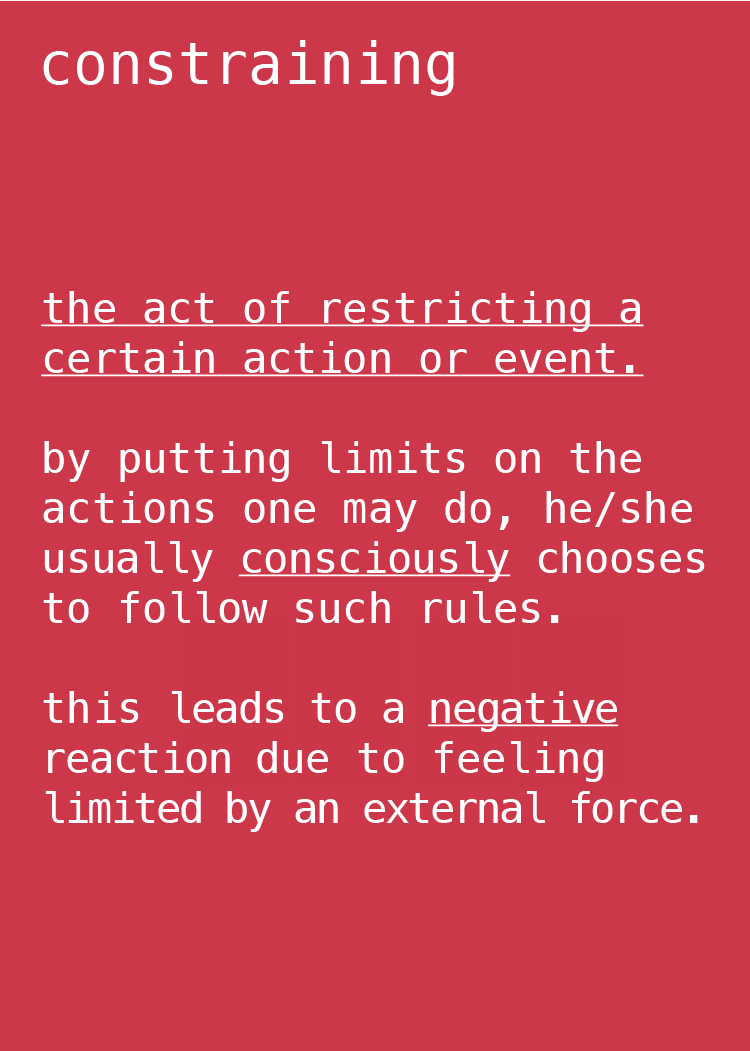 constraining
the act of restricting a
certain action or event.
by putting limits on the
actions one may do, he/she
usually consciously chooses
to follow such rules.
this leads to a negative
reaction due to feeling
limited by an external force.